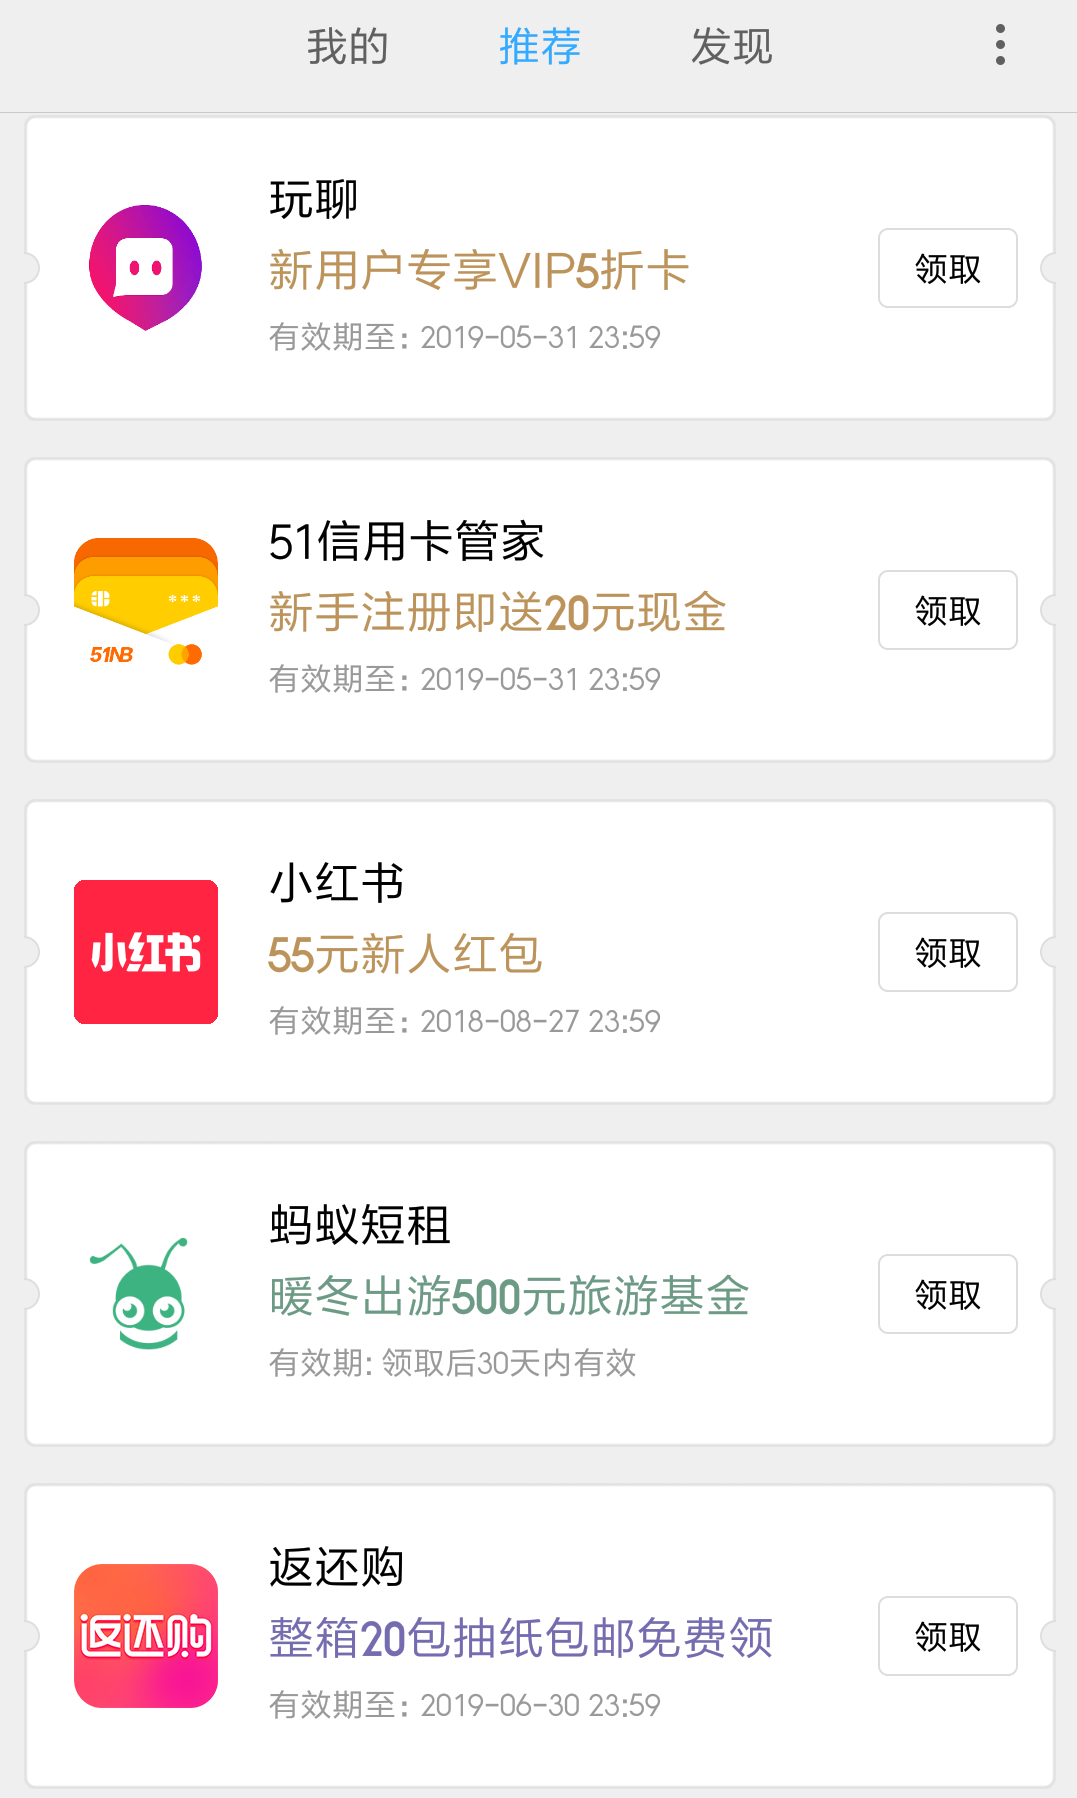 我的 推荐 发现
玩聊
新用户专享VIP5折卡
有效期至: 2019-05-31 23:59
领取
51信用卡管家
新手注册即送20元现金
有效期至: 2019-05-31 23:59
领取
***
51NB
小红书
55元新人红包
有效期至: 2018-08-27 23:59
领取
小红书
蚂蚁短租
暖冬出游500元旅游基金
有效期: 领取后30天内有效
领取
返还购
整箱20包抽纸包邮免费领
有效期至: 2019-06-30 23:59
领取
返还购